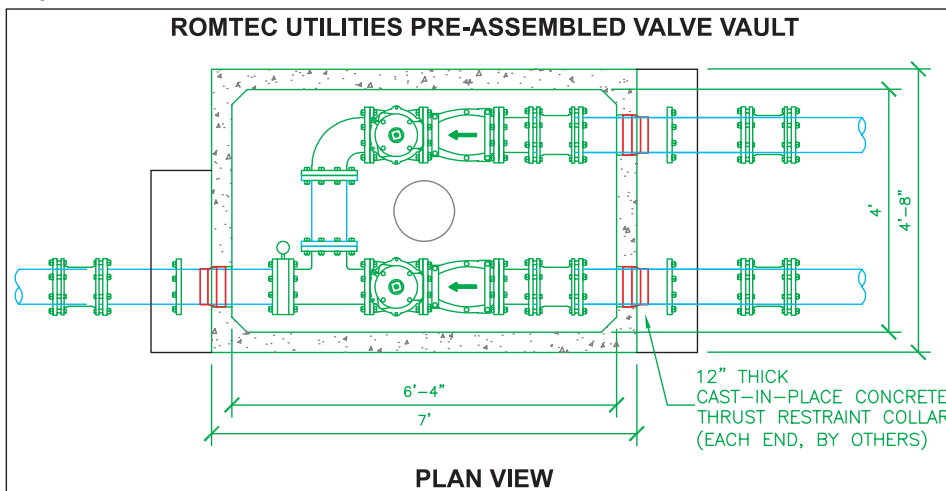 ROMTEC UTILITIES PRE-ASSEMBLED VALVE VAULT
4'
4'-8"
6'-4"
7'
12" THICK
CAST-IN-PLACE CONCRETE
THRUST RESTRAINT COLLAR
(EACH END, BY OTHERS)
PLAN VIEW